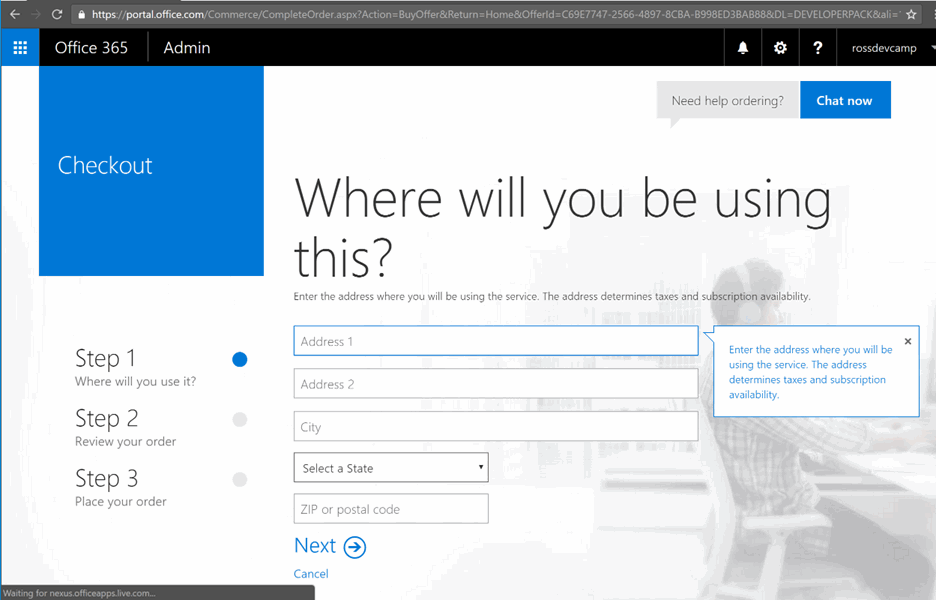 https://portal.office.com/Commerce/CompleteOrder.aspx?Action=BuyOffer&Return=Home&OfferId=C69E7747-2566-4897-8CBA-B998ED3BAB88&DL=DEVELOPERPACK&ali=
Office 365
Admin
?
rossdevcamp
Need help ordering?
Chat now
Checkout
Where will you be using
this?
Enter the address where you will be using the service. The address determines taxes and subscription availability.
Address 1
Enter the address where you will be
using the service. The address
determines taxes and subscription
availability.
Address 2
City
Select a State
ZIP or postal code
Next
Cancel
Step 1
Where will you use it?
Step 2
Review your order
Step 3
Place your order
Waiting for nexus.officeapps.live.com...